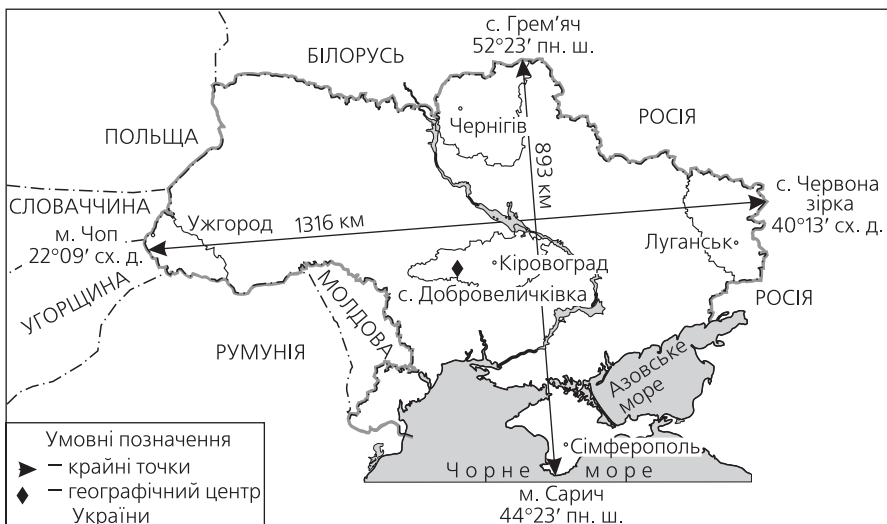 с. Грем’яч
52°23′ пн. ш.
БІЛОРУСЬ
Чернігів
РОСІЯ
ПОЛЬЩА
893 км
СЛОВАЧЧИНА
с. Червона
зірка
40°13′ сх. д.
Ужгород
1316 км
м. Чоп
22°09′ сх. д.
Луганськ
Кіровоград
с. Добровеличківка
УГОРЩИНА
МОЛДОВА
РОСІЯ
РУМУНІЯ
Азовське
море
Умовні позначення
– крайні точки
– географічний центр
України
Сімферополь
Чорне море
м. Сарич
44°23′ пн. ш.